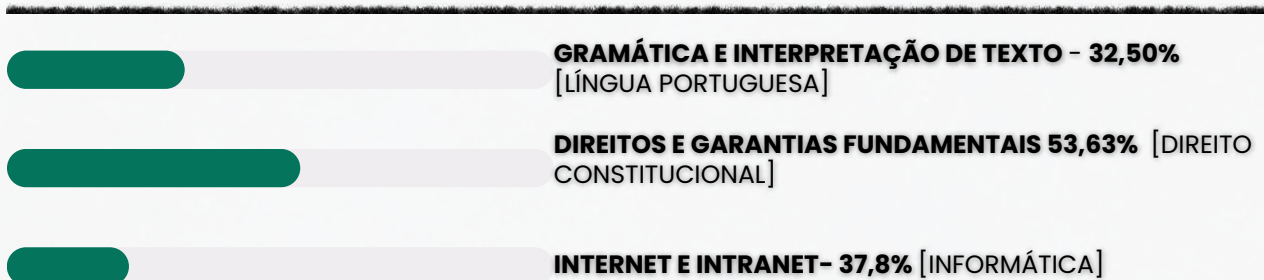 GRAMÁTICA E INTERPRETAÇÃO DE TEXTO - 32,50%
[LÍNGUA PORTUGUESA]
DIREITOS E GARANTIAS FUNDAMENTAIS 53,63% [DIREITO
CONSTITUCIONAL]
INTERNET E INTRANET- 37,8% [INFORMÁTICA]